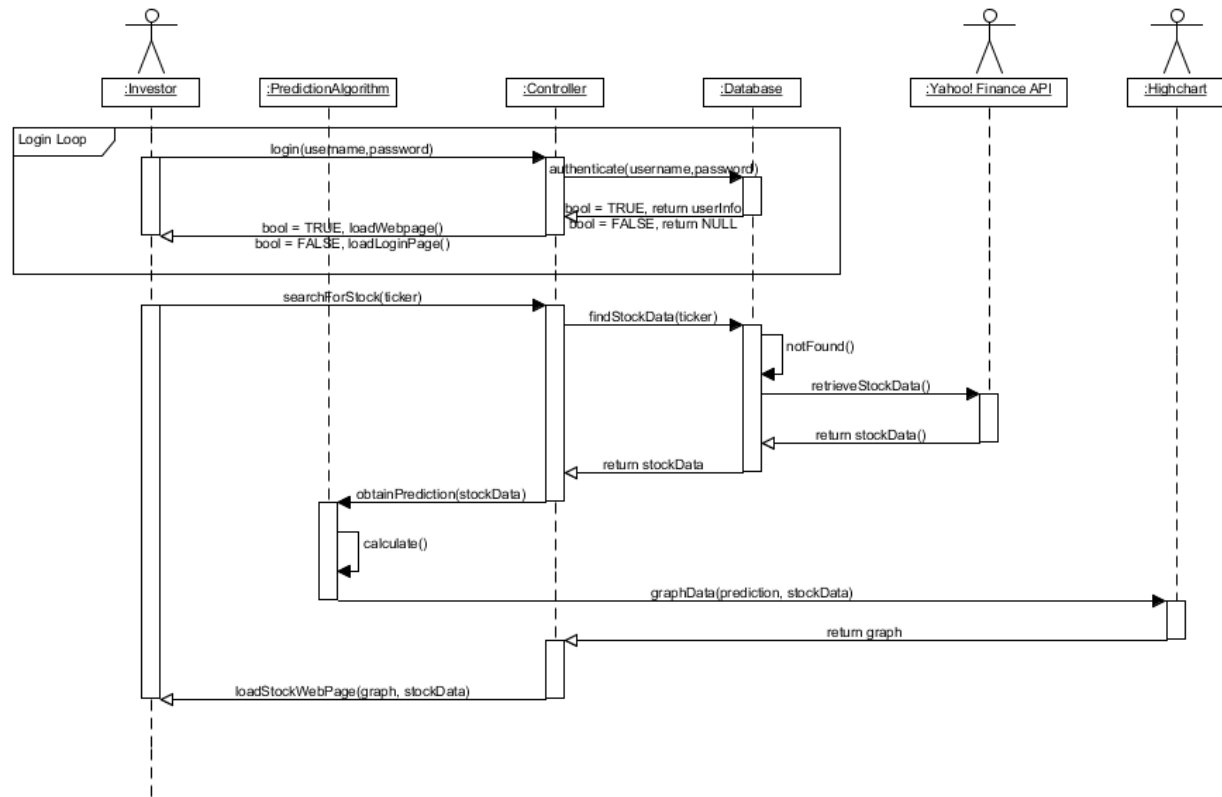 :Investor
:PredictionAlgorithm
:Controller
:Database
:Yahoo! Finance API
:Highchart
Login Loop
login(username,password)
authenticate(username,password)
bool = TRUE, return userInfo
bool = FALSE, return NULL
bool = TRUE, loadWebpage()
bool = FALSE, loadLoginPage()
searchForStock(ticker)
findStockData(ticker)
notFound()
retrieveStockData()
return stockData()
return stockData
obtainPrediction(stockData)
calculate()
graphData(prediction, stockData)
return graph
loadStockWebPage(graph, stockData)